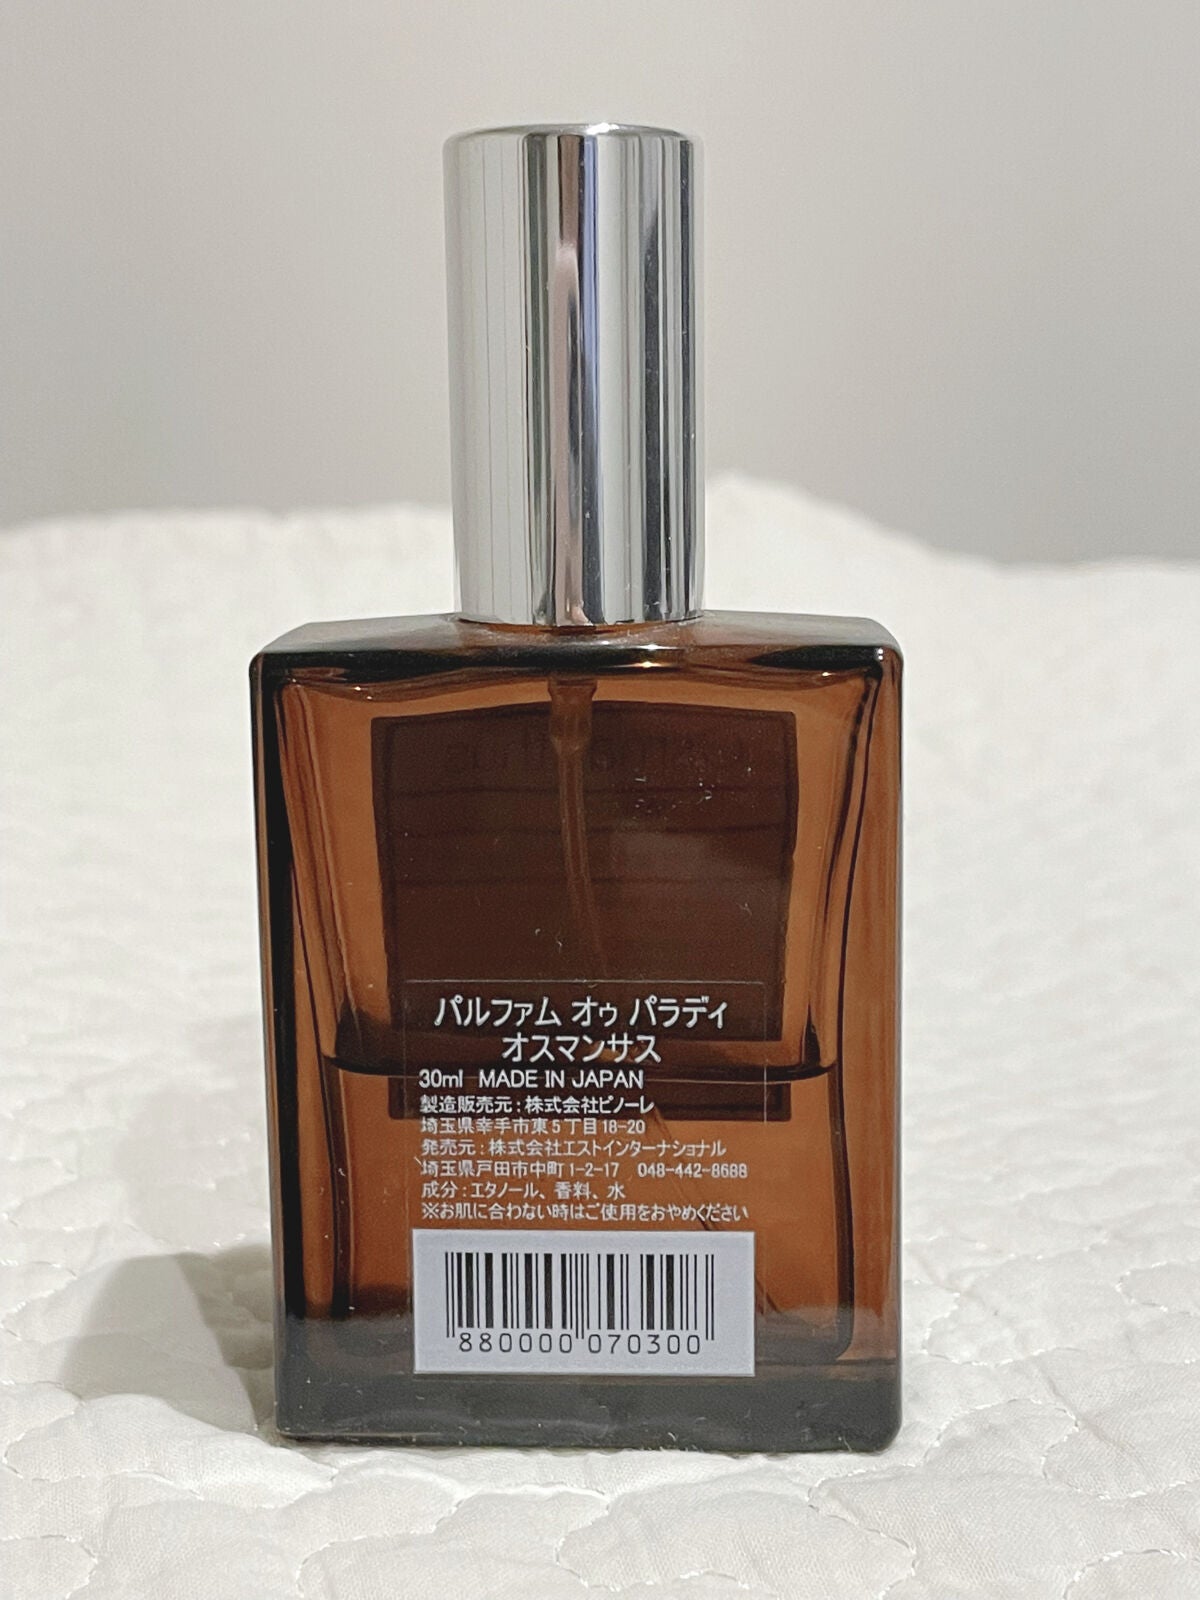 パルファム オゥ パラディ
オスマンサス
30ml MADE IN JAPAN
製造販売元：株式会社ピノーレ
埼玉県幸手市東５丁目18-20
発売元：株式会社エストインターナショナル
埼玉県戸田市中町1-2-17 048-442-8688
成分：エタノール、香料、水
※お肌に合わない時はご使用をおやめください
880000070300